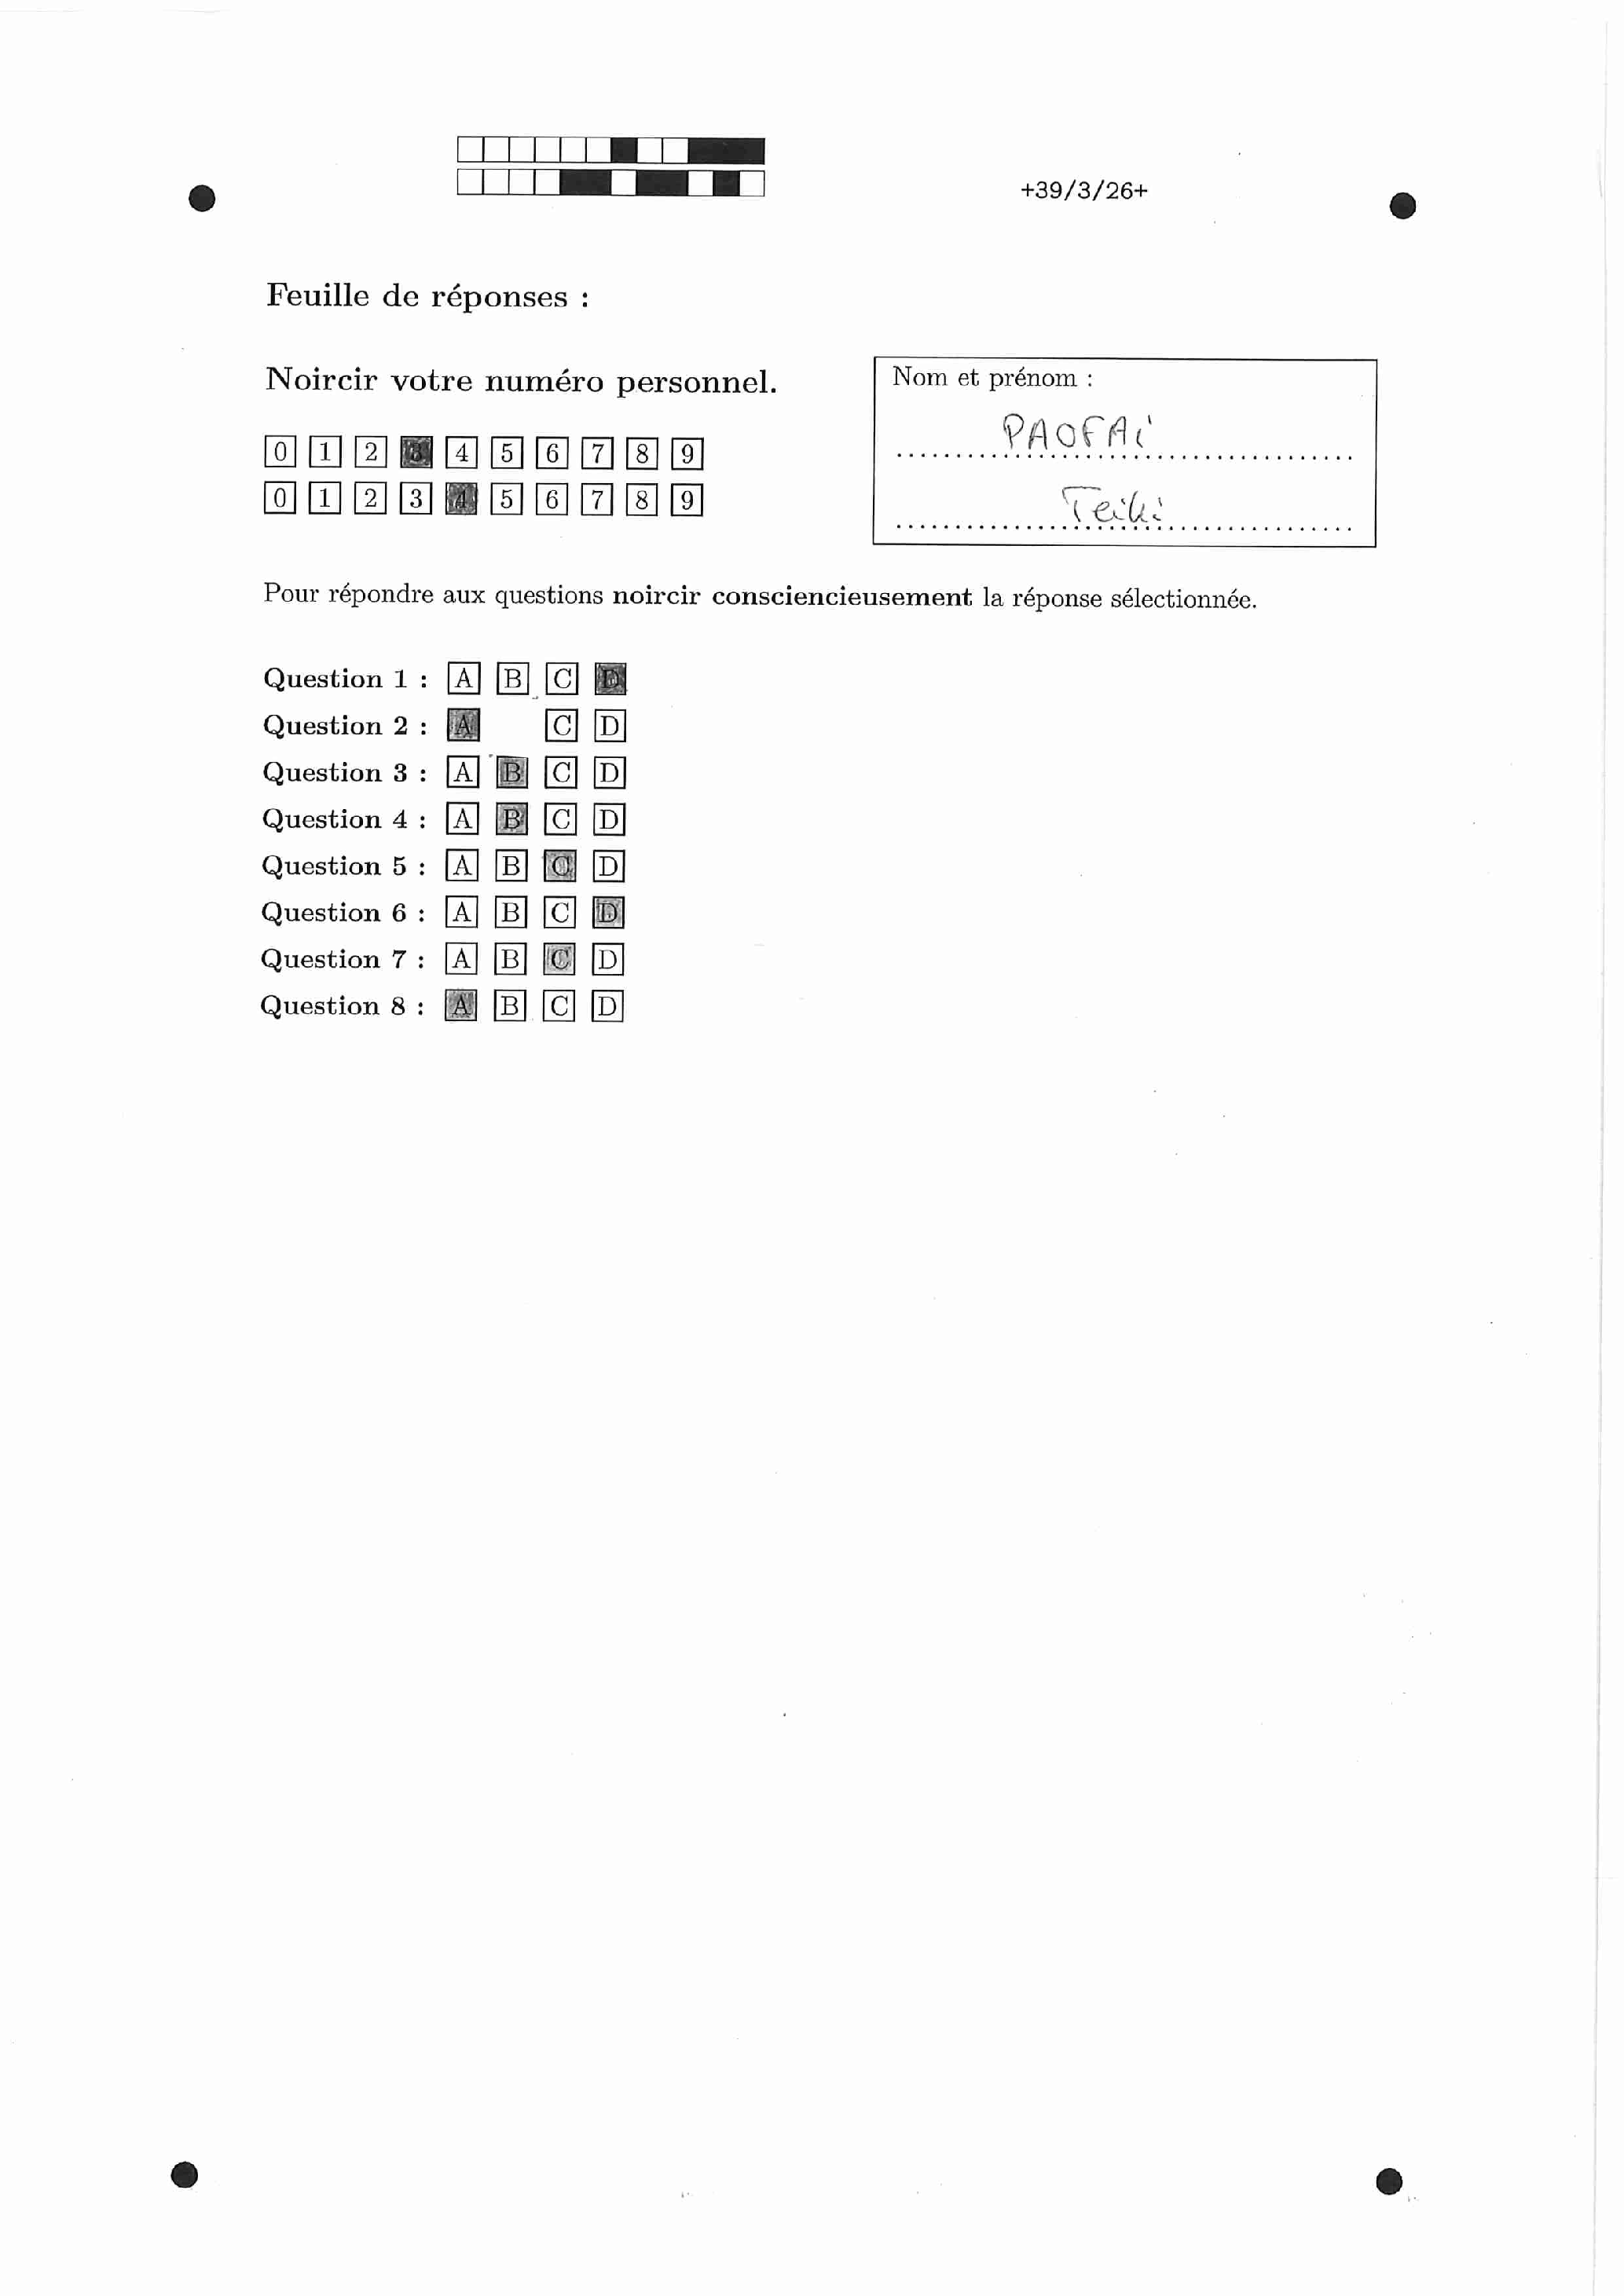 +39/3/26+
Feuille de réponses :
Noircir votre numéro personnel.
0 1 2 3 4 5 6 7 8 9
0 1 2 3 4 5 6 7 8 9
Nom et prénom :
PAOFAi
Teiki
Pour répondre aux questions noircir consciencieusement la réponse sélectionnée.
Question 1 : A B C D
Question 2 : A C D
Question 3 : A B C D
Question 4 : A B C D
Question 5 : A B C D
Question 6 : A B C D
Question 7 : A B C D
Question 8 : A B C D